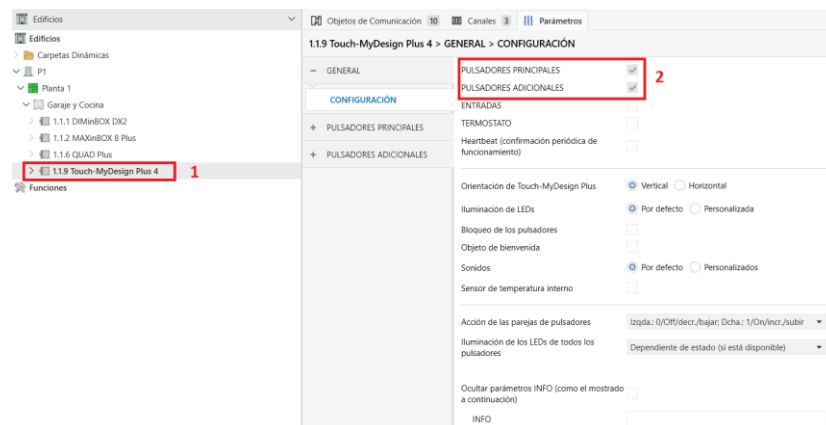 Edificios
Edificios
Carpetas Dinámicas
P1
Planta 1
Garaje y Cocina
1.1.1 DIMinBOX DX2
1.1.2 MAXinBOX 8 Plus
1.1.6 QUAD Plus
1.1.9 Touch-MyDesign Plus 4
1
Funciones
Objetos de Comunicación 10 Canales 3 Parámetros
1.1.9 Touch-MyDesign Plus 4 > GENERAL > CONFIGURACIÓN
GENERAL
CONFIGURACIÓN
PULSADORES PRINCIPALES
PULSADORES ADICIONALES
PULSADORES PRINCIPALES
PULSADORES ADICIONALES
2
ENTRADAS
TERMOSTATO
Heartbeat (confirmación periódica de
funcionamiento)
Orientación de Touch-MyDesign Plus Vertical Horizontal
Iluminación de LEDs Por defecto Personalizada
Bloqueo de los pulsadores
Objeto de bienvenida
Sonidos Por defecto Personalizados
Sensor de temperatura interno
Acción de las parejas de pulsadores Izqda.: 0/Off/decr./bajar; Dcha.: 1/On/incr./subir
Iluminación de los LEDs de todos los
pulsadores Dependiente de estado (si está disponible)
Ocultar parámetros INFO (como el mostrado
a continuación)
INFO